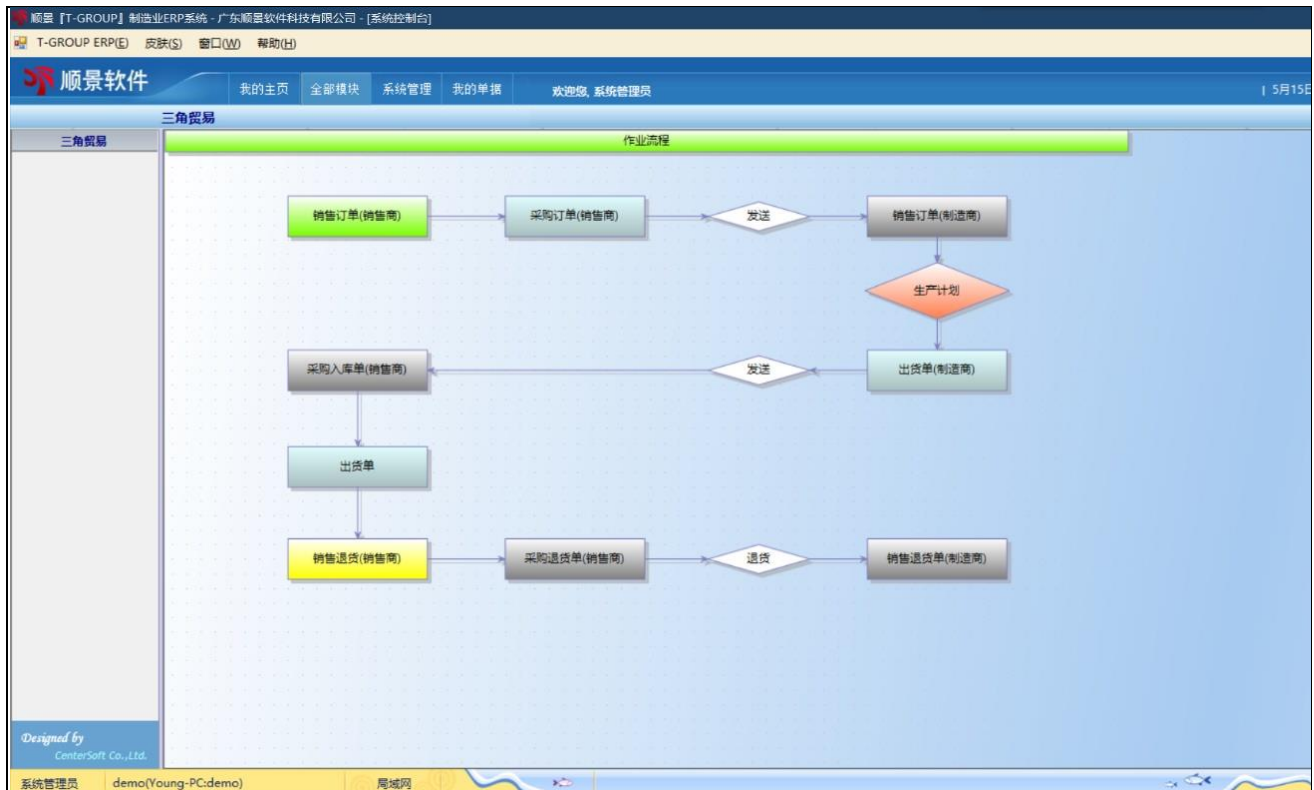 顺景『T-GROUP』制造业ERP系统 - 广东顺景软件科技有限公司 - [系统控制台]
T-GROUP ERP(E) 皮肤(S) 窗口(W) 帮助(H)
顺景软件 我的主页 全部模块 系统管理 我的单据 欢迎您, 系统管理员 | 5月15日
三角贸易
三角贸易 作业流程
销售订单(销售商) 采购订单(销售商) 发送 销售订单(制造商)
生产计划
采购入库单(销售商) 发送 出货单(制造商)
出货单
销售退货(销售商) 采购退货单(销售商) 退货 销售退货单(制造商)
Designed by
CenterSoft Co.,Ltd.
系统管理员 demo(Young-PC:demo) 局域网